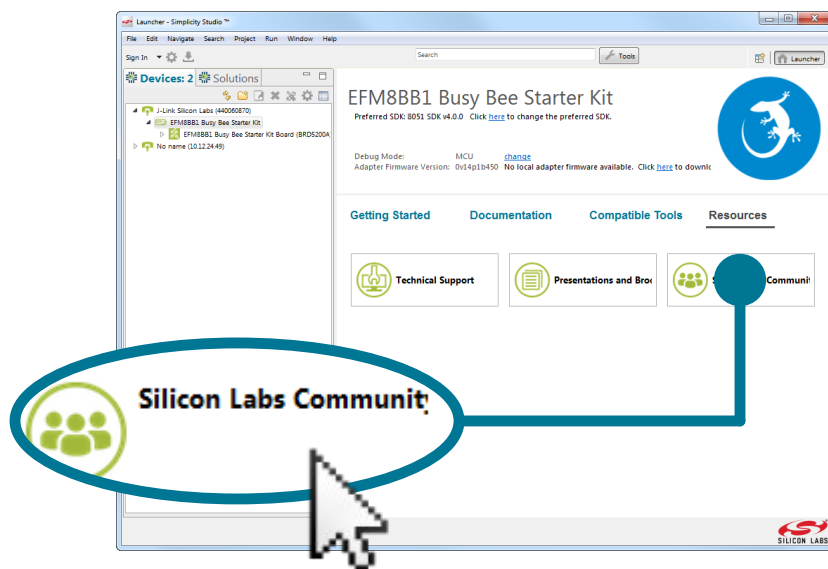 Launcher - Simplicity Studio ™
File Edit Navigate Search Project Run Window Help
Sign In
Search
Tools
Launcher
Devices: 2
Solutions
J-Link Silicon Labs (440060870)
EFM8BB1 Busy Bee Starter Kit
EFM8BB1 Busy Bee Starter Kit Board (BRD5200A
No name (10.12.24.49)
EFM8BB1 Busy Bee Starter Kit
Preferred SDK: 8051 SDK v4.0.0 Click here to change the preferred SDK.
Debug Mode: MCU change
Adapter Firmware Version: 0v14p1b450 No local adapter firmware available. Click here to downlc
Getting Started Documentation Compatible Tools Resources
Technical Support
Presentations and Broc
Communit
Silicon Labs Community
SILICON LABS